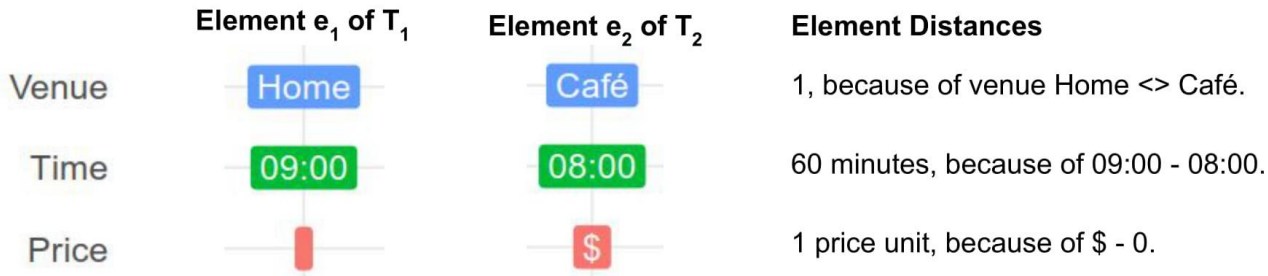 Element e1 of T1 Element e2 of T2 Element Distances
Venue Home Café 1, because of venue Home <> Café.
Time 09:00 08:00 60 minutes, because of 09:00 - 08:00.
Price $ 1 price unit, because of $ - 0.